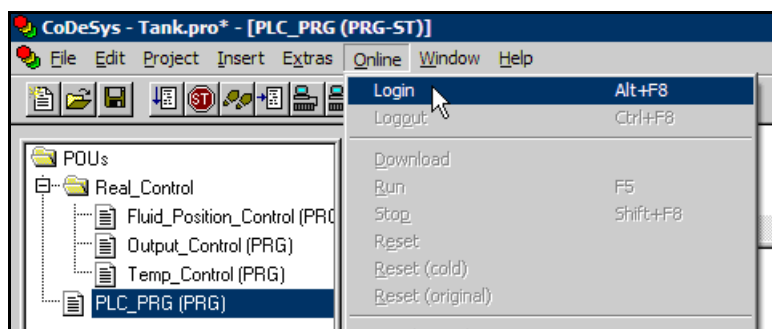 CoDeSys - Tank.pro* - [PLC_PRG (PRG-ST)]
File Edit Project Insert Extras Online Window Help
Login Alt+F8
Logout Ctrl+F8
Download
Run F5
Stop Shift+F8
Reset
Reset (cold)
Reset (original)
STOP
POUs
Real_Control
Fluid_Position_Control (PRG
Output_Control (PRG)
Temp_Control (PRG)
PLC_PRG (PRG)